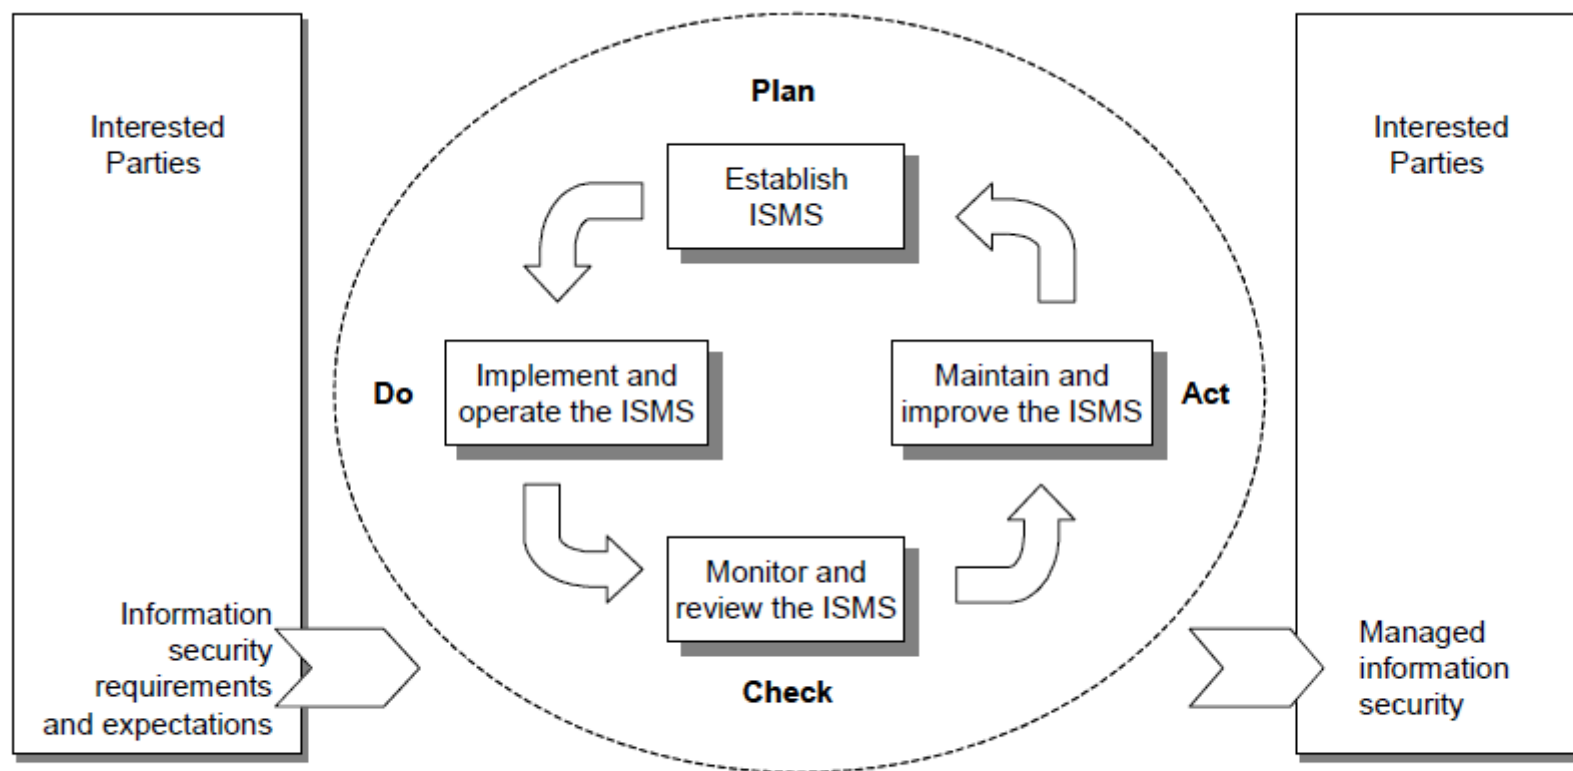 Interested
Parties
Information
security
requirements
and expectations
Plan
Establish
ISMS
Do
Implement and
operate the ISMS
Maintain and
improve the ISMS
Act
Monitor and
review the ISMS
Check
Interested
Parties
Managed
information
security